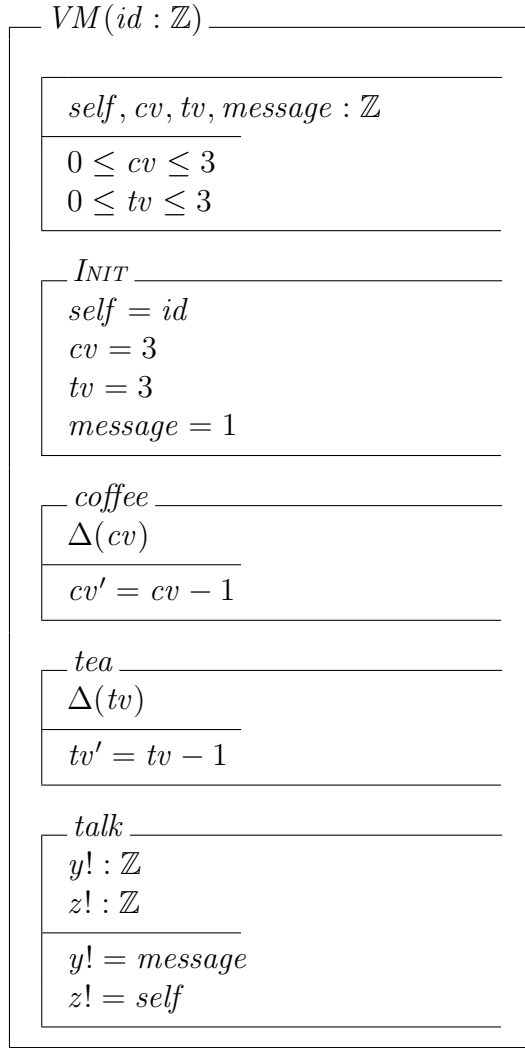 VM(id : ℤ)
self, cv, tv, message : ℤ
0 ≤ cv ≤ 3
0 ≤ tv ≤ 3
INIT
self = id
cv = 3
tv = 3
message = 1
coffee
Δ(cv)
cv′ = cv − 1
tea
Δ(tv)
tv′ = tv − 1
talk
y! : ℤ
z! : ℤ
y! = message
z! = self